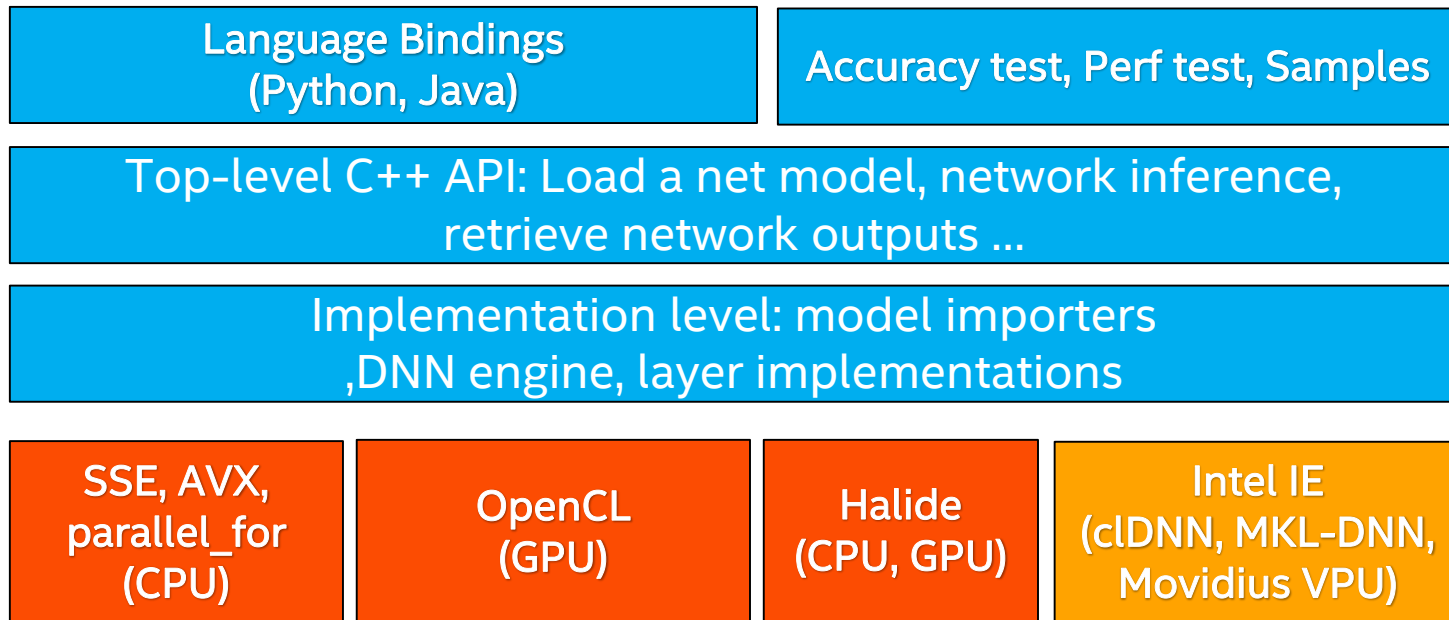 Language Bindings
(Python, Java)
Accuracy test, Perf test, Samples
Top-level C++ API: Load a net model, network inference,
retrieve network outputs ...
Implementation level: model importers
,DNN engine, layer implementations
SSE, AVX,
parallel_for
(CPU)
OpenCL
(GPU)
Halide
(CPU, GPU)
Intel IE
(clDNN, MKL-DNN,
Movidius VPU)